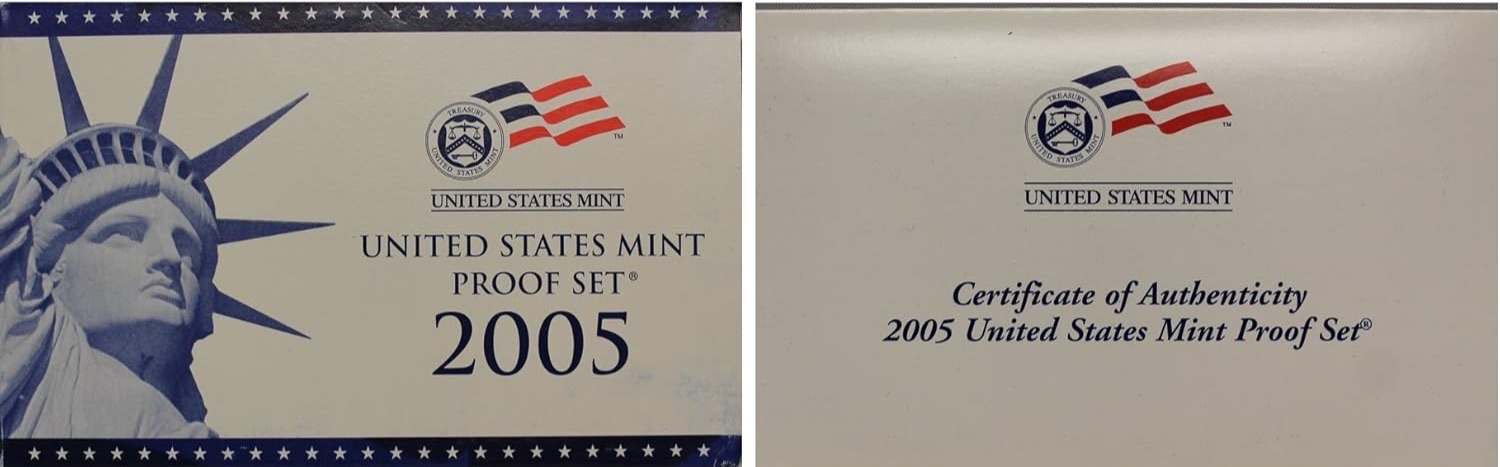 TREASURY
UNITED STATES MINT
TM
UNITED STATES MINT
UNITED STATES MINT
PROOF SET®
2005
TREASURY
UNITED STATES MINT
TM
UNITED STATES MINT
Certificate of Authenticity
2005 United States Mint Proof Set®